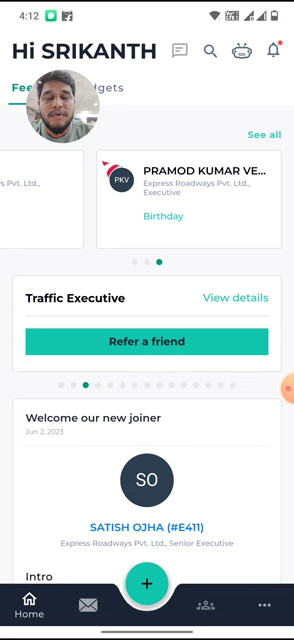 4:12
Hi SRIKANTH
See all
s Pvt. Ltd.,
PKV
PRAMOD KUMAR VE...
Express Roadways Pvt. Ltd.,
Executive
Birthday
Traffic Executive
View details
Refer a friend
Welcome our new joiner
Jun 2, 2023
SO
SATISH OJHA (#E411)
Express Roadways Pvt. Ltd., Senior Executive
Intro
+
Home